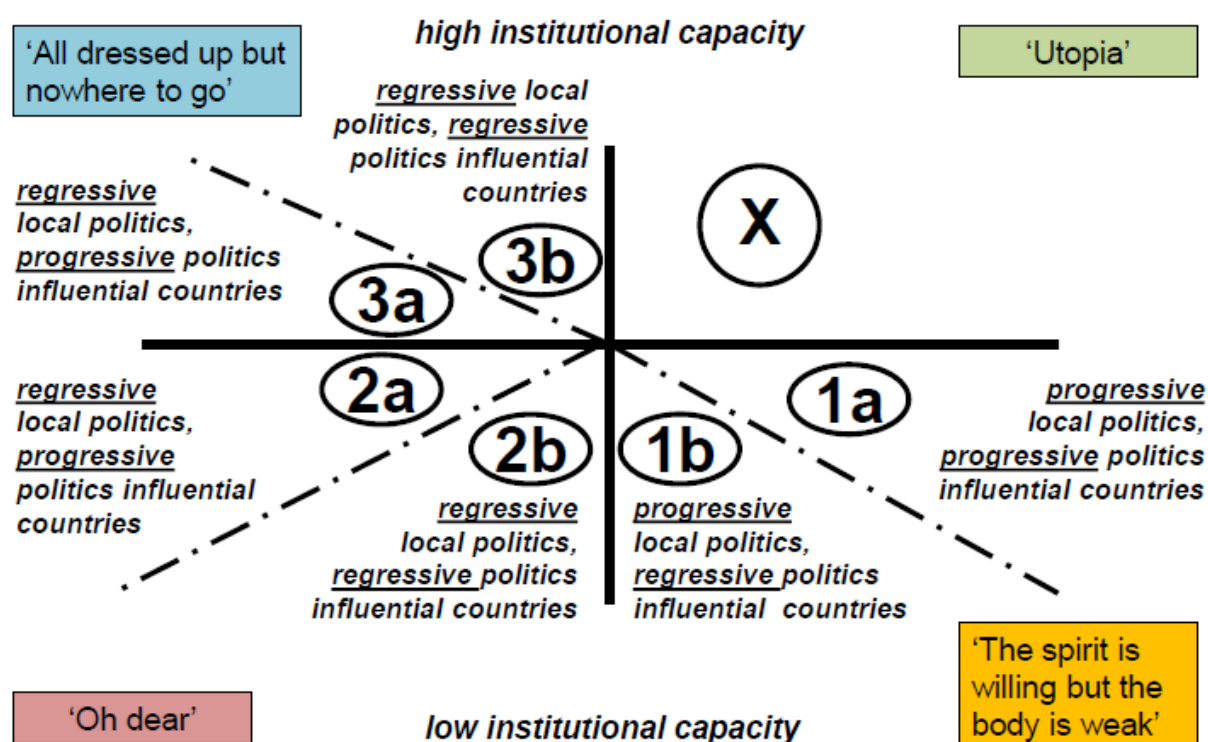 ‘All dressed up but
nowhere to go’
high institutional capacity
‘Utopia’
regressive local
politics, regressive
politics influential
countries
regressive
local politics,
progressive politics
influential countries
X
3b
3a
2a
1a
2b
1b
regressive
local politics,
progressive
politics influential
countries
progressive
local politics,
progressive politics
influential countries
regressive
local politics,
regressive politics
influential countries
progressive
local politics,
regressive politics
influential countries
‘Oh dear’
low institutional capacity
‘The spirit is
willing but the
body is weak’